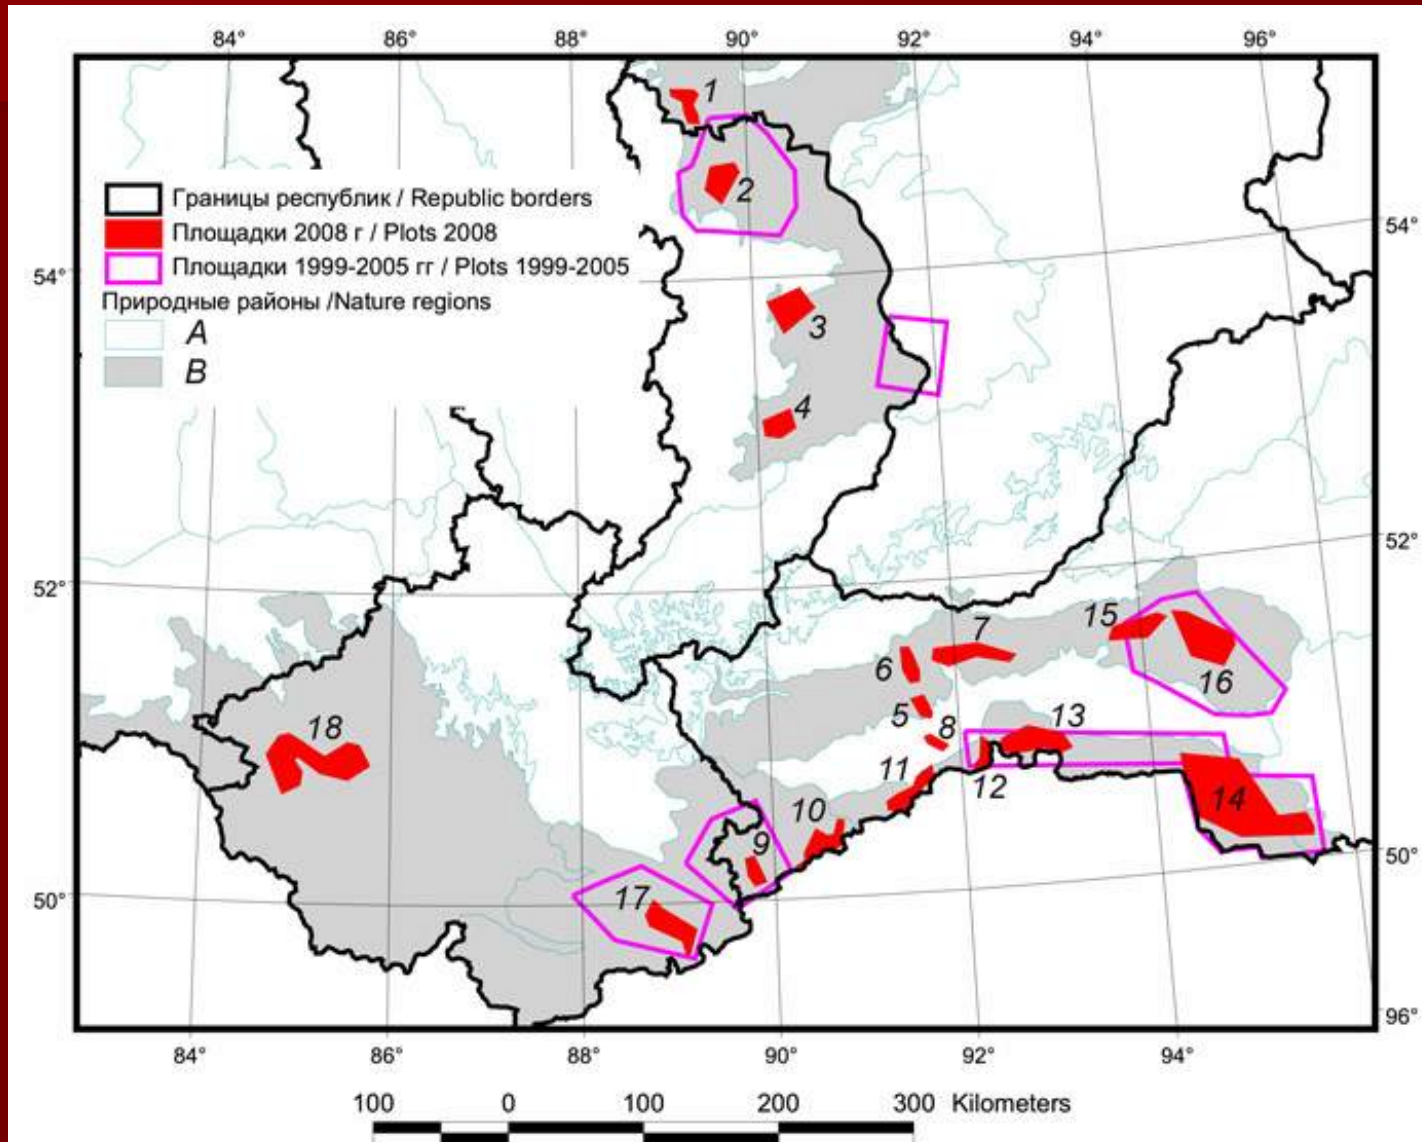 84° 86° 88° 90° 92° 94° 96°
1
2
Границы республик / Republic borders
Площадки 2008 г / Plots 2008
Площадки 1999-2005 гг / Plots 1999-2005
Природные районы /Nature regions
A
B
54° 54°
3
4
52° 52°
15
7
6
16
5
8
13
18
11
12
14
10
9
17
50° 50°
96°
84° 86° 88° 90° 92° 94°
100 0 100 200 300 Kilometers